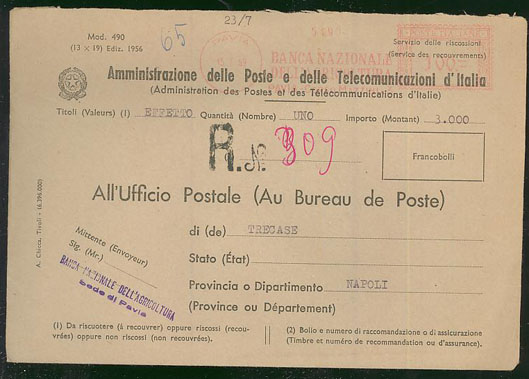 23/7
Mod. 490
(13 × 19) Ediz. 1956
65
PAVIA
BANCA NAZIONALE
Servizio delle riscossioni
(Service des recouvrements)
Amministrazione delle Poste e delle Telecomunicazioni d'Italia
(Administration des Postes et des Télécommunications d'Italie)
Titoli (Valeurs) (1) EFFETTO Quantità (Nombre) UNO Importo (Montant) 3.000
R. N. 309
Francobolli
All'Ufficio Postale (Au Bureau de Poste)
di (de) TRECASE
Stato (État)
Provincia o Dipartimento NAPOLI
(Province ou Département)
Mittente (Envoyeur)
Sig. (Mr.)
BANCA NAZIONALE DELL'AGRICOLTURA
Sede di Pavia
A. Chicca, Tivoli
(1) Da riscuotere (à recouvrer) oppure riscossi (recou-
vrées) oppure non riscossi (non recouvrées).
(2) Bollo e numero di raccomandazione o di assicurazione
(Timbre et numéro de recommandation ou d'assurance).